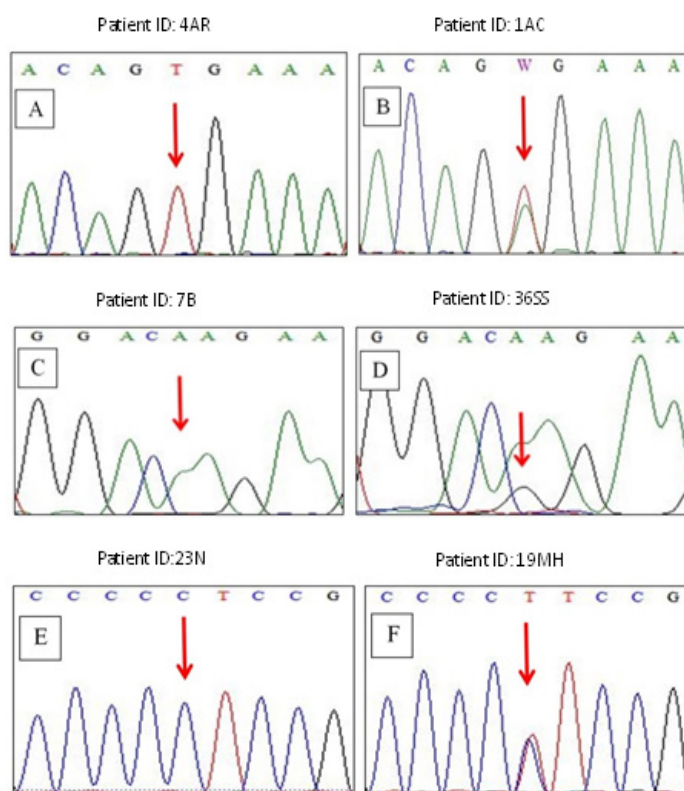 Patient ID: 4AR
Patient ID: 1AC
A C A G T G A A A
A C A G W G A A A
A
B
Patient ID: 7B
Patient ID: 36SS
G G A C A A G A A
G G A C A A G A A
C
D
Patient ID:23N
Patient ID:19MH
C C C C C T C C G
C C C C T T C C G
E
F